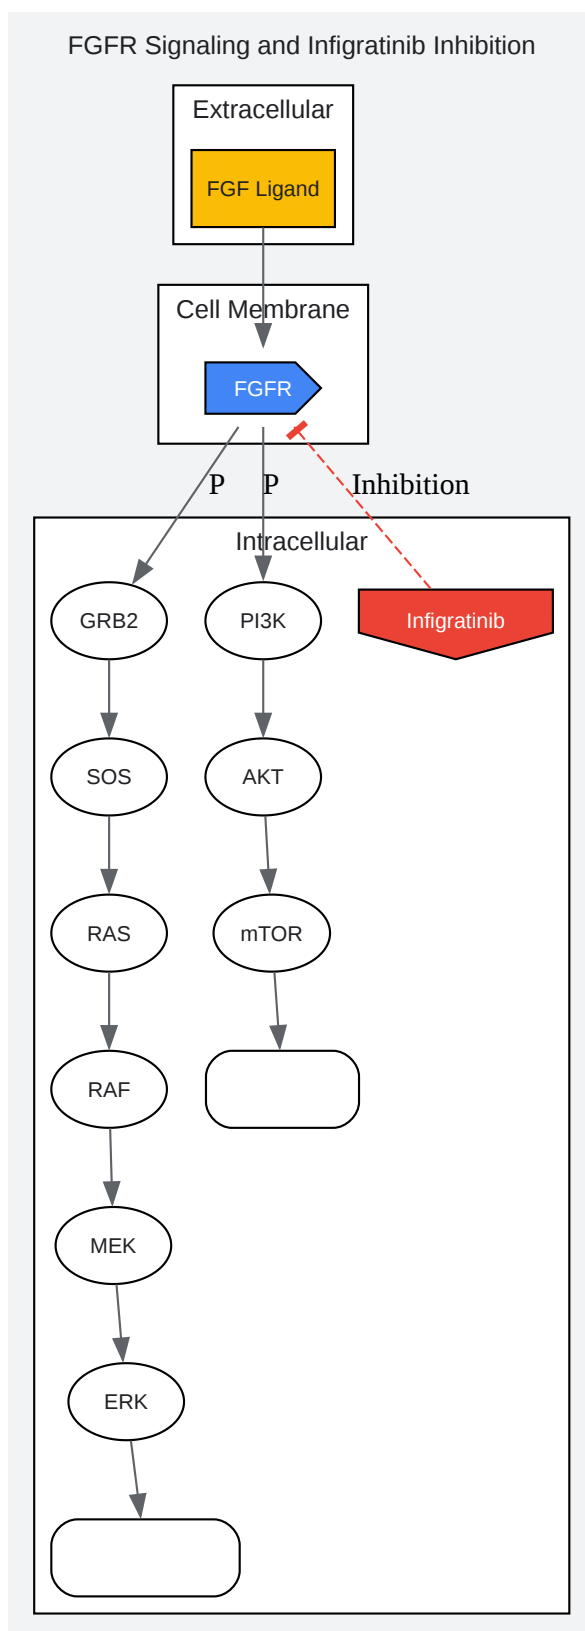 FGFR Signaling and Infigratinib Inhibition
Extracellular
FGF Ligand
Cell Membrane
FGFR
P
P
Inhibition
Intracellular
GRB2
PI3K
Infigratinib
SOS
AKT
RAS
mTOR
RAF
MEK
ERK